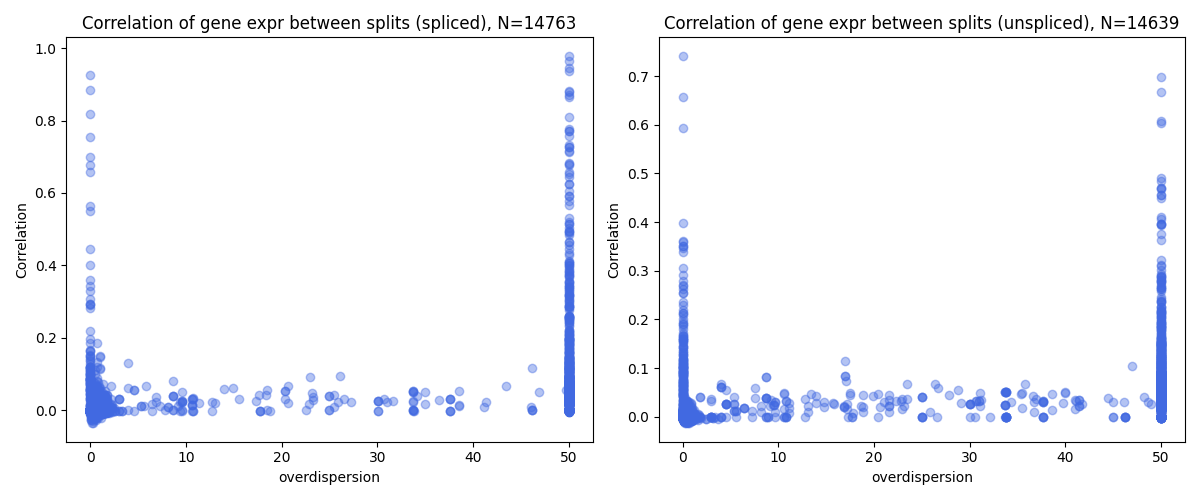 Correlation of gene expr between splits (spliced), N=14763
1.0
0.8
0.6
0.4
0.2
0.0
Correlation
0 10 20 30 40 50
overdispersion
Correlation of gene expr between splits (unspliced), N=14639
0.7
0.6
0.5
0.4
0.3
0.2
0.1
0.0
Correlation
0 10 20 30 40 50
overdispersion